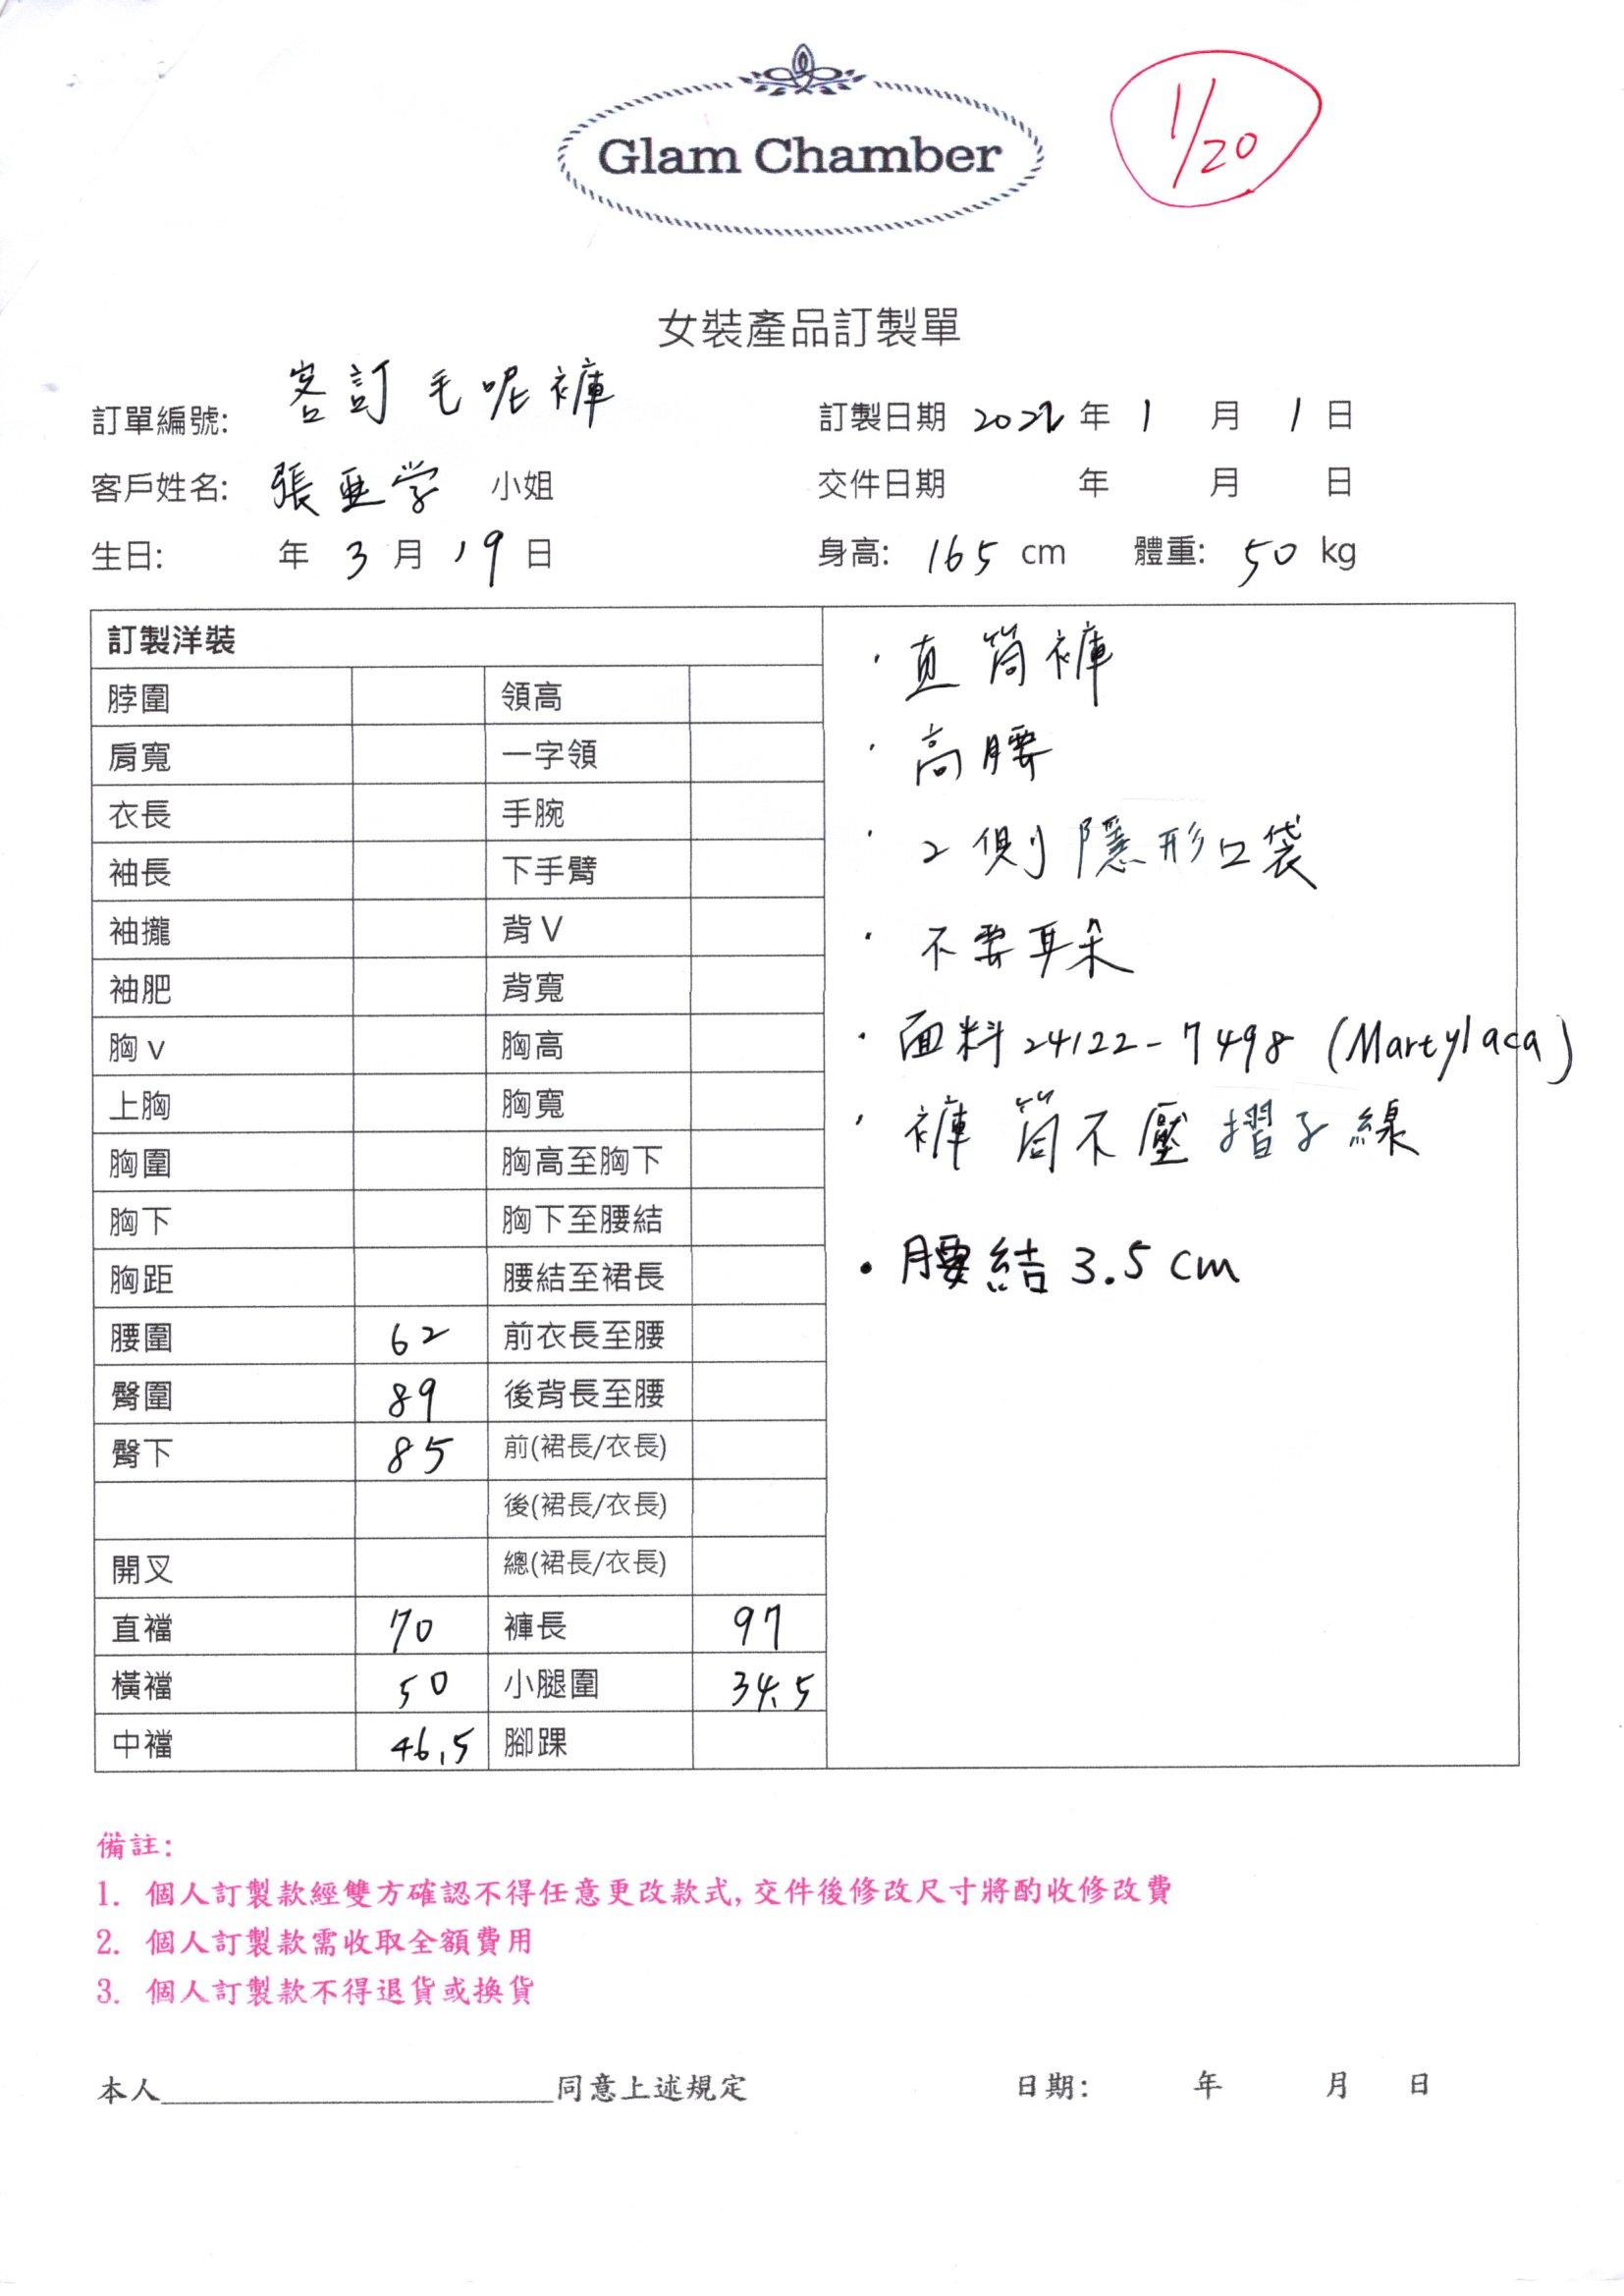 Glam Chamber
1/20
女裝產品訂製單
訂單編號: 客訂毛呢褲
訂製日期 2022 年 1 月 1 日
客戶姓名: 張亜学 小姐
交件日期 年 月 日
生日: 年 3 月 19 日
身高: 165 cm 體重: 50 kg
訂製洋裝
脖圍 領高
肩寬 一字領
衣長 手腕
袖長 下手臂
袖攏 背V
袖肥 背寬
胸v 胸高
上胸 胸寬
胸圍 胸高至胸下
胸下 胸下至腰結
胸距 腰結至裙長
腰圍 62 前衣長至腰
臀圍 89 後背長至腰
臀下 85 前(裙長/衣長)
後(裙長/衣長)
開叉 總(裙長/衣長)
直襠 70 褲長 97
橫襠 50 小腿圍 34.5
中襠 46.5 腳踝
·直筒褲
·高腰
·2側隱形口袋
·不要耳朵
·面料24122-7498 (Martylaca)
·褲筒不壓摺子線
·腰結3.5cm
備註:
1. 個人訂製款經雙方確認不得任意更改款式,交件後修改尺寸將酌收修改費
2. 個人訂製款需收取全額費用
3. 個人訂製款不得退貨或換貨
本人____________________同意上述規定 日期: 年 月 日